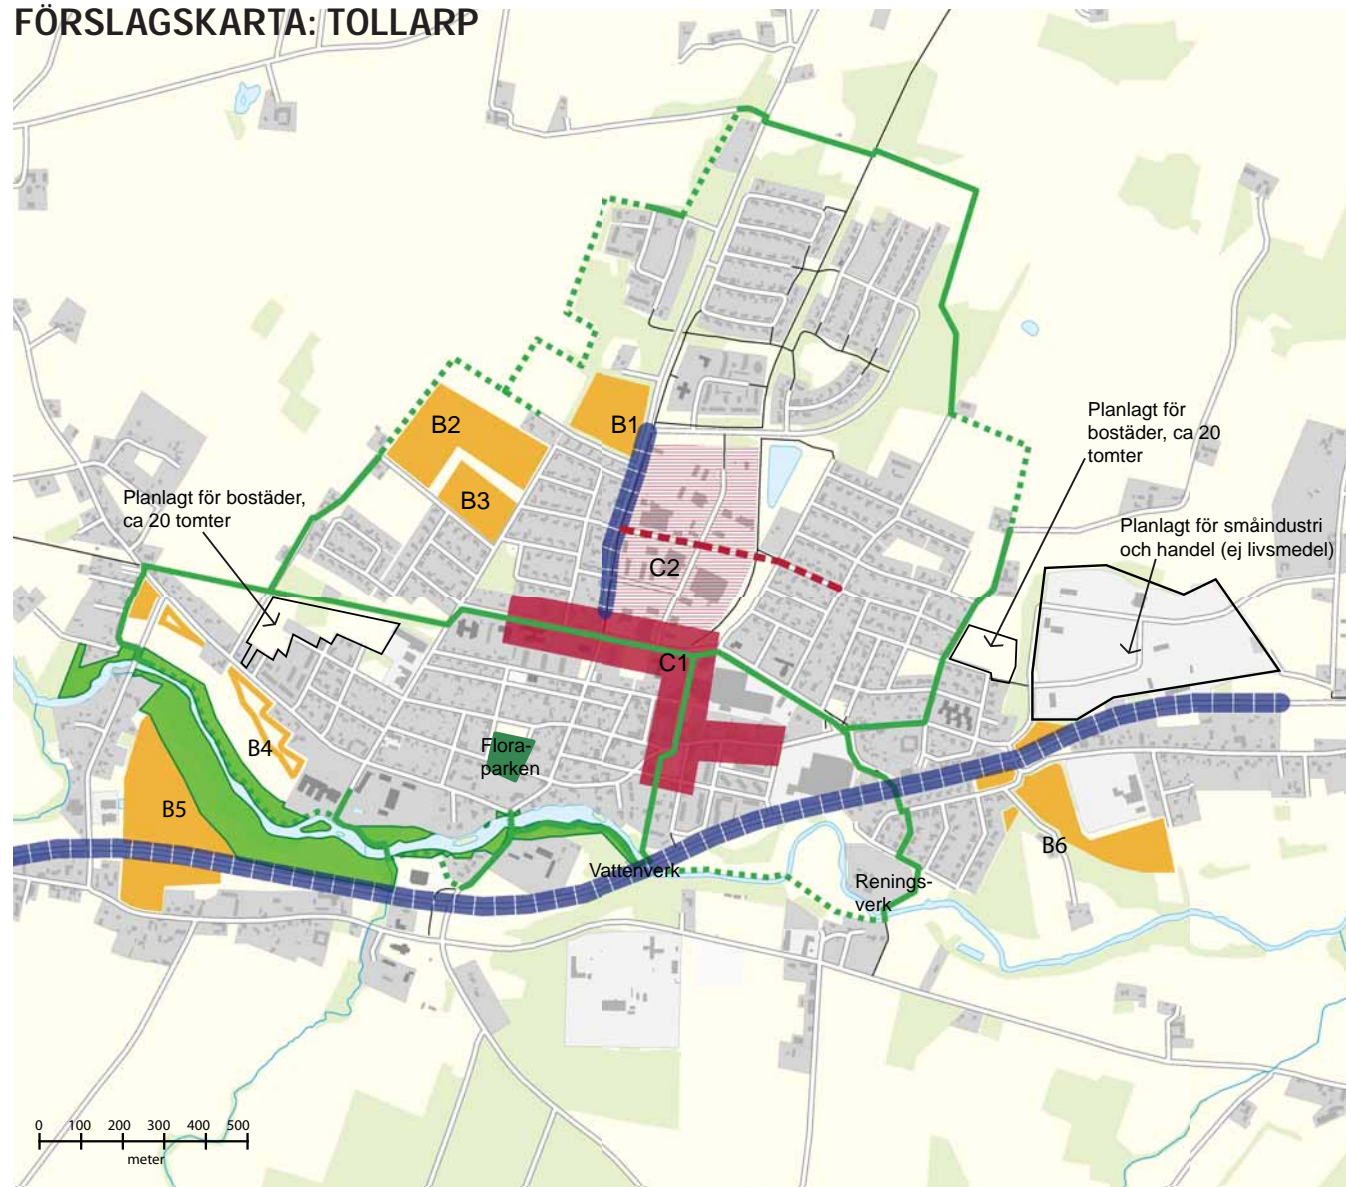 FÖRSLAGSKARTA: TOLLARP
B1
B2
B3
Planlagt för bostäder,
ca 20 tomter
Planlagt för
bostäder, ca 20
tomter
Planlagt för småindustri
och handel (ej livsmedel)
C2
C1
Flora-
parken
B4
B5
B6
Vattenverk
Renings-
verk
0 100 200 300 400 500
meter